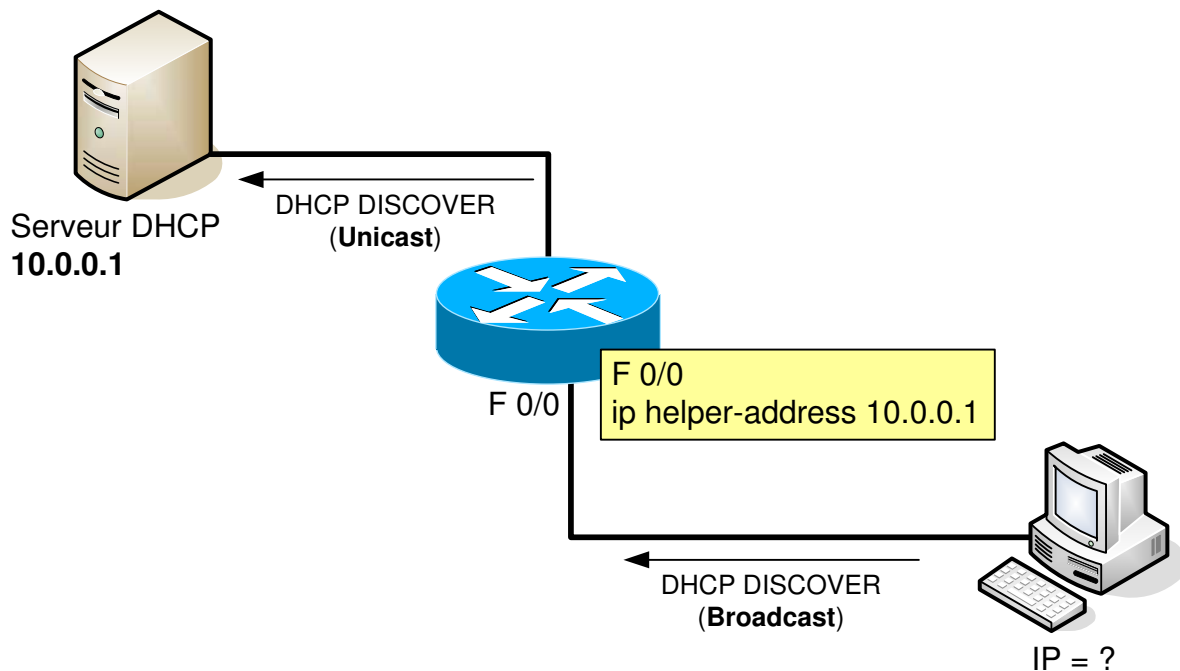 DHCP DISCOVER
(Unicast)
Serveur DHCP
10.0.0.1
F 0/0
F 0/0
ip helper-address 10.0.0.1
DHCP DISCOVER
(Broadcast)
IP = ?